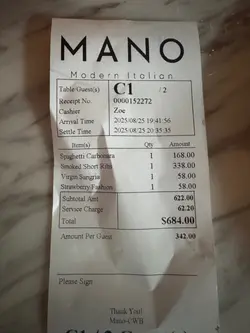 MANO
Modern Italian
Table/Guest(s) C1 / 2
Receipt No. 0000152272
Cashier Zoe
Arrival Time 2025/08/25 19:41:56
Settle Time 2025/08/25 20:35:35
Item(s) Qty Amount
Spaghetti Carbonara 1 168.00
Smoked Short Ribs 1 338.00
Virgin Sangria 1 58.00
Strawberry Fashion 1 58.00
Subtotal Amt 622.00
Service Charge 62.20
Total $684.00
Amount Per Guest 342.00
Please Sign
Thank You!
Mano-CWB